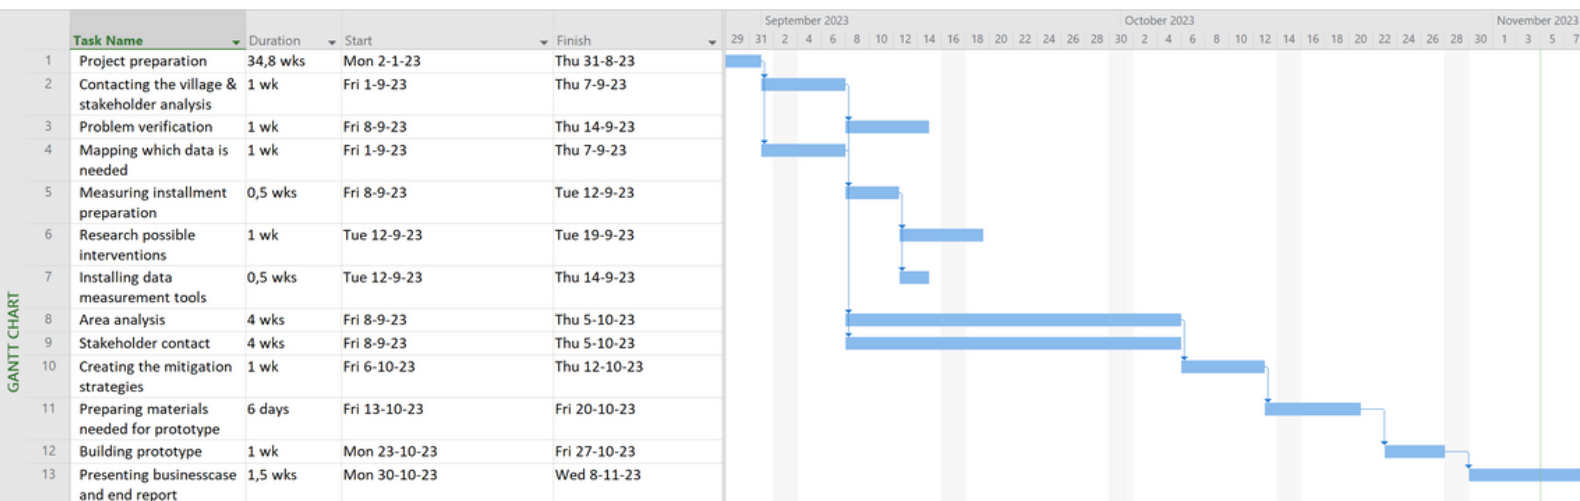 September 2023 October 2023 November 2023
Task Name Duration Start Finish 29 31 2 4 6 8 10 12 14 16 18 20 22 24 26 28 30 2 4 6 8 10 12 14 16 18 20 22 24 26 28 30 1 3 5 7
1 Project preparation 34,8 wks Mon 2-1-23 Thu 31-8-23
2 Contacting the village & 1 wk Fri 1-9-23 Thu 7-9-23
stakeholder analysis
3 Problem verification 1 wk Fri 8-9-23 Thu 14-9-23
4 Mapping which data is 1 wk Fri 1-9-23 Thu 7-9-23
needed
5 Measuring installment 0,5 wks Fri 8-9-23 Tue 12-9-23
preparation
6 Research possible 1 wk Tue 12-9-23 Tue 19-9-23
interventions
7 Installing data 0,5 wks Tue 12-9-23 Thu 14-9-23
measurement tools
8 Area analysis 4 wks Fri 8-9-23 Thu 5-10-23
9 Stakeholder contact 4 wks Fri 8-9-23 Thu 5-10-23
10 Creating the mitigation 1 wk Fri 6-10-23 Thu 12-10-23
strategies
11 Preparing materials 6 days Fri 13-10-23 Fri 20-10-23
needed for prototype
12 Building prototype 1 wk Mon 23-10-23 Fri 27-10-23
13 Presenting businesscase 1,5 wks Mon 30-10-23 Wed 8-11-23
and end report
GANTT CHART